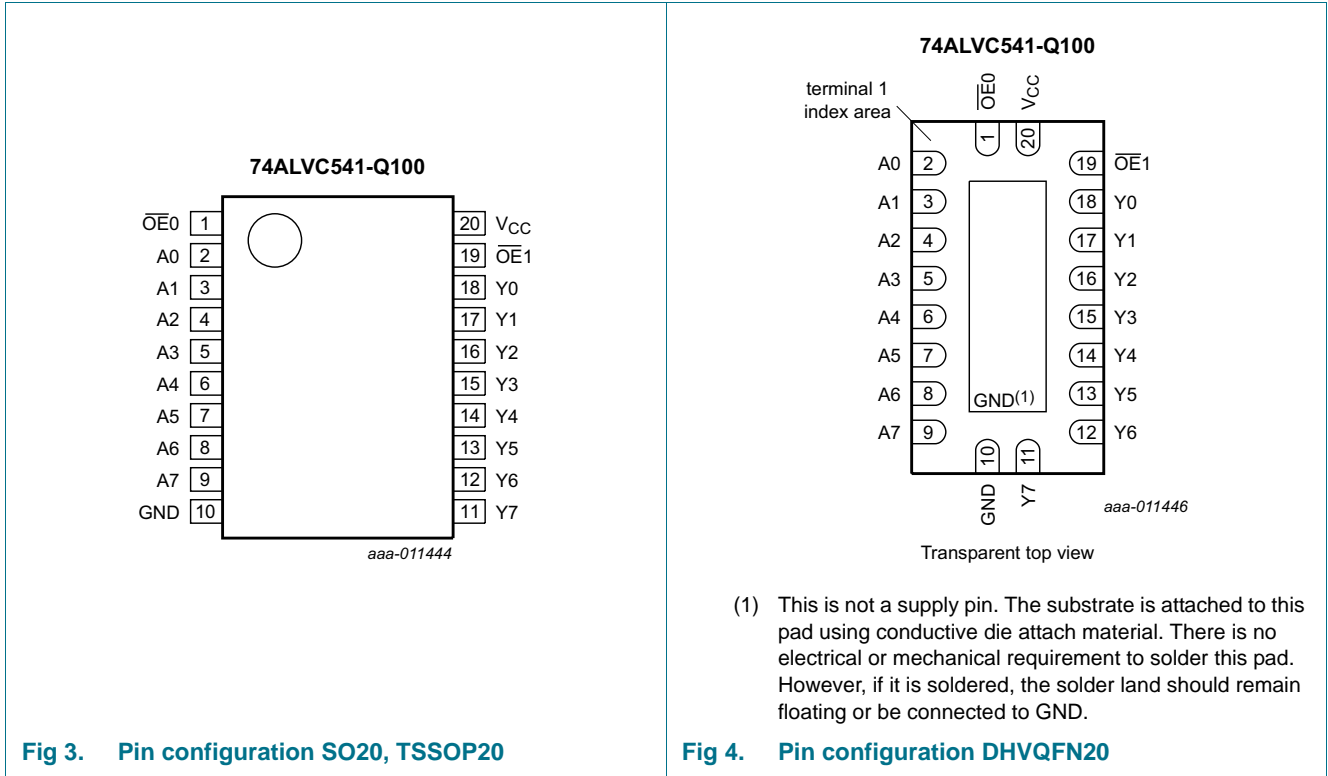 74ALVC541-Q100
OE0 1
A0 2
A1 3
A2 4
A3 5
A4 6
A5 7
A6 8
A7 9
GND 10
20 VCC
19 OE1
18 Y0
17 Y1
16 Y2
15 Y3
14 Y4
13 Y5
12 Y6
11 Y7
aaa-011444
Fig 3. Pin configuration SO20, TSSOP20
74ALVC541-Q100
terminal 1
index area
OE0
VCC
1
20
A0 2
A1 3
A2 4
A3 5
A4 6
A5 7
A6 8
A7 9
19 OE1
18 Y0
17 Y1
16 Y2
15 Y3
14 Y4
13 Y5
12 Y6
GND(1)
10
11
GND
Y7
aaa-011446
Transparent top view
(1) This is not a supply pin. The substrate is attached to this
pad using conductive die attach material. There is no
electrical or mechanical requirement to solder this pad.
However, if it is soldered, the solder land should remain
floating or be connected to GND.
Fig 4. Pin configuration DHVQFN20